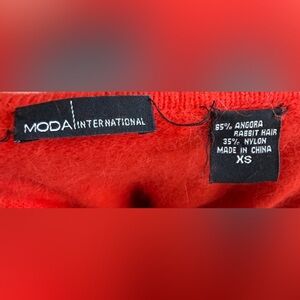 MODA INTERNATIONAL
65% ANGORA
RABBIT HAIR
35% NYLON
MADE IN CHINA
XS